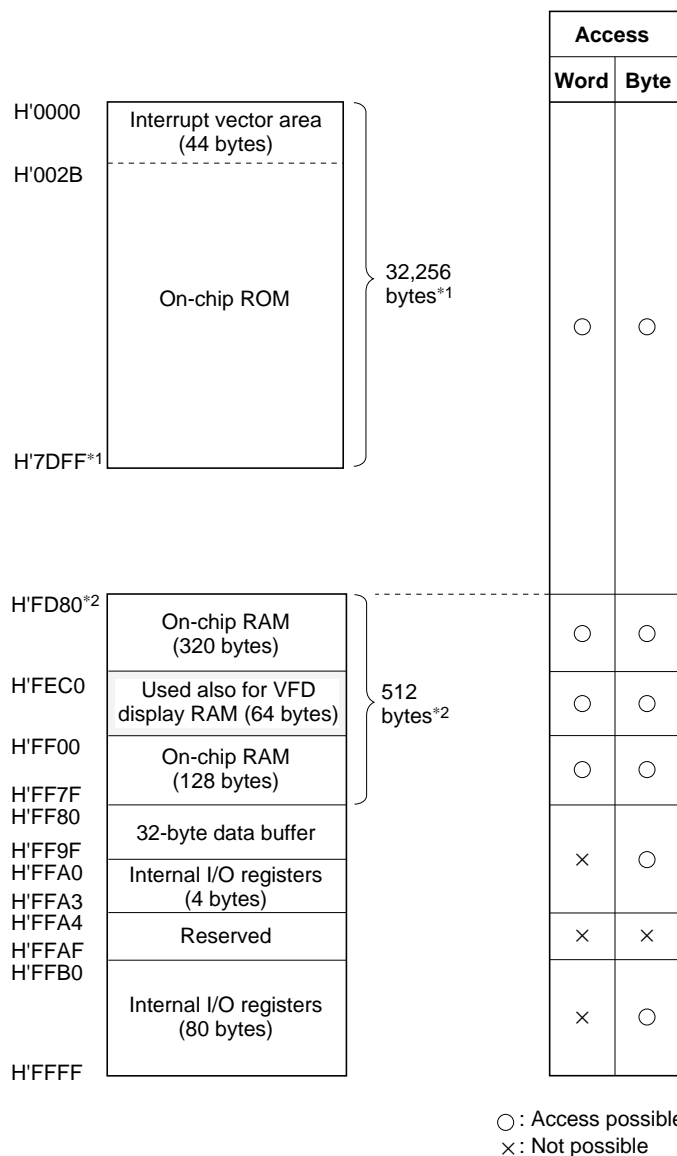 Access
Word Byte
H'0000
Interrupt vector area
(44 bytes)
H'002B
On-chip ROM
32,256
bytes*1
○ ○
H'7DFF*1
H'FD80*2
On-chip RAM
(320 bytes)
○ ○
H'FEC0
Used also for VFD
display RAM (64 bytes)
512
bytes*2
○ ○
H'FF00
On-chip RAM
(128 bytes)
○ ○
H'FF7F
H'FF80
32-byte data buffer
H'FF9F
× ○
H'FFA0
Internal I/O registers
(4 bytes)
H'FFA3
H'FFA4
Reserved
× ×
H'FFAF
H'FFB0
Internal I/O registers
(80 bytes)
× ○
H'FFFF
○ : Access possible
× : Not possible